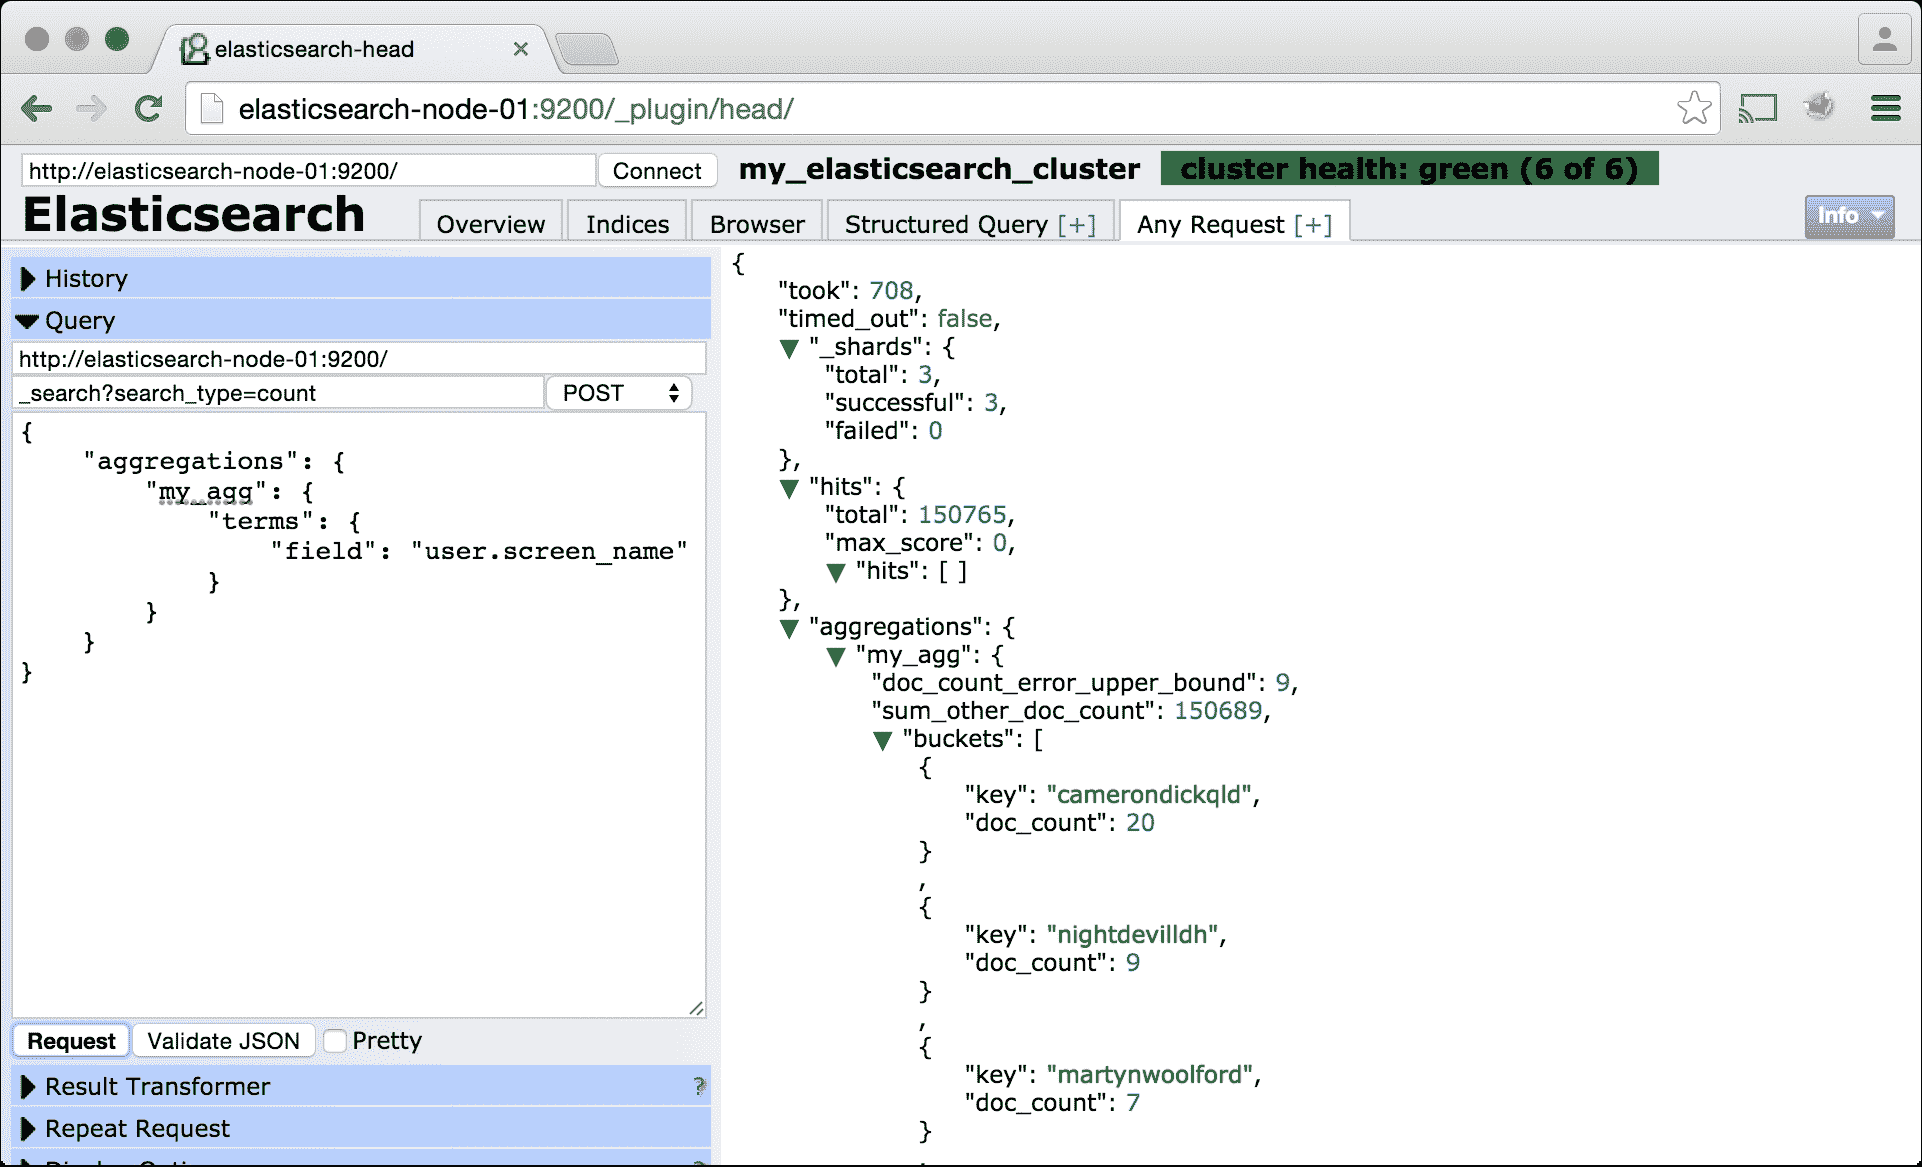 elasticsearch-head
elasticsearch-node-01:9200/_plugin/head/
http://elasticsearch-node-01:9200/ Connect my_elasticsearch_cluster cluster health: green (6 of 6)
Elasticsearch Overview Indices Browser Structured Query [+] Any Request [+] Info
History
Query
http://elasticsearch-node-01:9200/
_search?search_type=count POST
{
"aggregations": {
"my_agg": {
"terms": {
"field": "user.screen_name"
}
}
}
}
Request Validate JSON Pretty
Result Transformer ?
Repeat Request
{
"took": 708,
"timed_out": false,
"_shards": {
"total": 3,
"successful": 3,
"failed": 0
},
"hits": {
"total": 150765,
"max_score": 0,
"hits": [ ]
},
"aggregations": {
"my_agg": {
"doc_count_error_upper_bound": 9,
"sum_other_doc_count": 150689,
"buckets": [
{
"key": "camerondickqld",
"doc_count": 20
}
,
{
"key": "nightdevilldh",
"doc_count": 9
}
,
{
"key": "martynwoolford",
"doc_count": 7
}